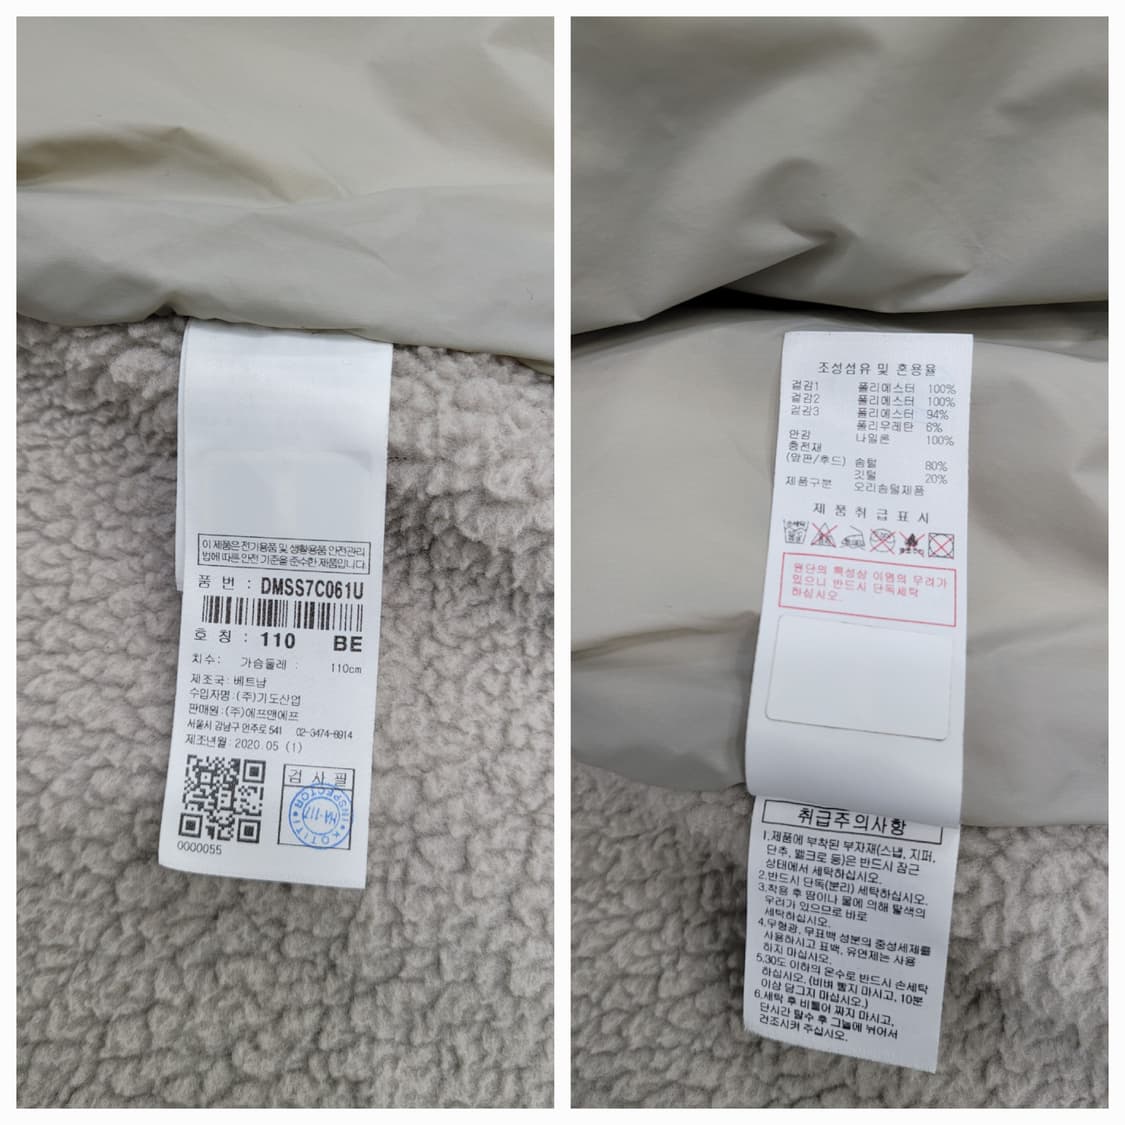 이 제품은 전기용품 및 생활용품 안전관리
법에 따른 안전 기준을 준수한 제품입니다.
품 번 : DMSS7C061U
호 칭 : 110 BE
치수: 가슴둘레 : 110cm
제조국: 베트남
수입자명:(주)기도산업
판매원:(주)에프앤에프
서울시 강남구 언주로 541 02-3474-6914
제조년월: 2020.05 (1)
검 사 필
INSPECTOR
HA-117
KOTITI
0000055
조성섬유 및 혼용율
겉감1 폴리에스터 100%
겉감2 폴리에스터 100%
겉감3 폴리에스터 94%
폴리우레탄 6%
안감 나일론 100%
충전재
(앞판/후드) 솜털 80%
깃털 20%
제품구분 오리솜털제품
제 품 취 급 표 시
원단의 특성상 이염의 우려가
있으니 반드시 단독세탁
하십시오.
취급주의사항
1.제품에 부착된 부자재(스냅, 지퍼,
단추, 벨크로 등)은 반드시 잠근
상태에서 세탁하십시오.
2.반드시 단독(분리) 세탁하십시오.
3.착용 후 땀이나 물에 의해 탈색의
우려가 있으므로 바로
세탁하십시오.
4.무형광, 무표백 성분의 중성세제를
사용하시고 표백, 유연제는 사용
하지 마십시오.
5.30도 이하의 온수로 반드시 손세탁
하십시오. (비벼 빨지 마시고, 10분
이상 담그지 마십시오.)
6.세탁 후 비틀어 짜지 마시고,
단시간 탈수 후 그늘에 뉘어서
건조시켜 주십시오.